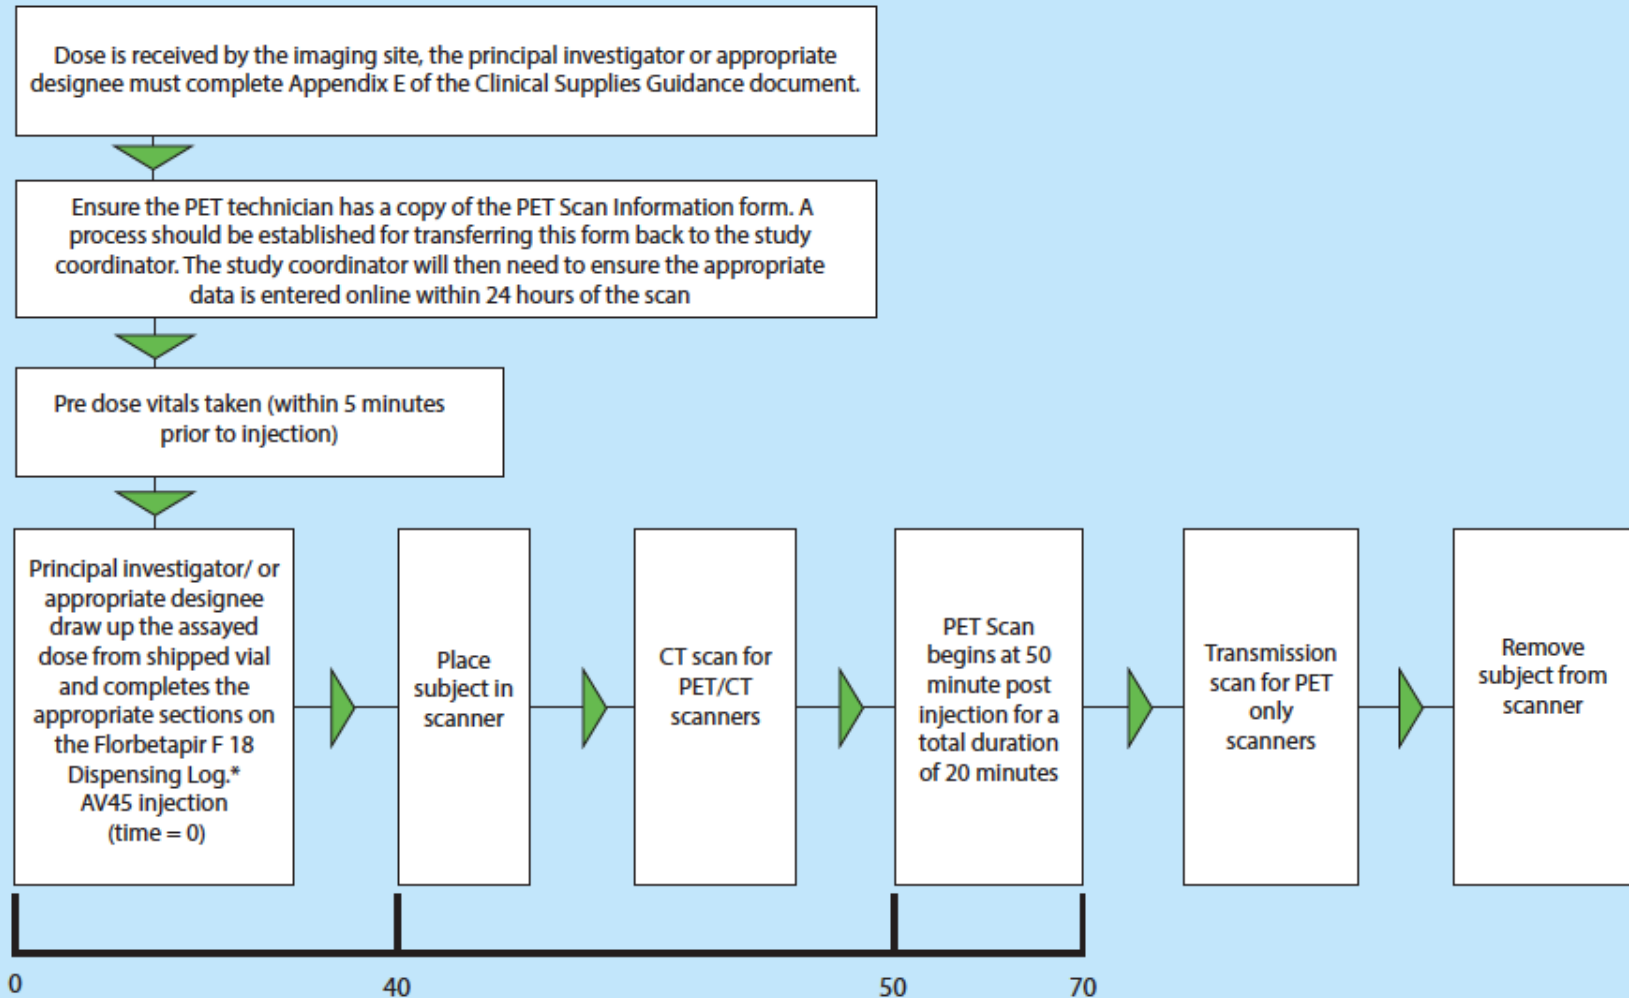 Dose is received by the imaging site, the principal investigator or appropriate
designee must complete Appendix E of the Clinical Supplies Guidance document.
Ensure the PET technician has a copy of the PET Scan Information form. A
process should be established for transferring this form back to the study
coordinator. The study coordinator will then need to ensure the appropriate
data is entered online within 24 hours of the scan
Pre dose vitals taken (within 5 minutes
prior to injection)
Principal investigator/ or
appropriate designee
draw up the assayed
dose from shipped vial
and completes the
appropriate sections on
the Florbetapir F 18
Dispensing Log.*
AV45 injection
(time = 0)
Place
subject in
scanner
CT scan for
PET/CT
scanners
PET Scan
begins at 50
minute post
injection for a
total duration
of 20 minutes
Transmission
scan for PET
only
scanners
Remove
subject from
scanner
0
40
50
70